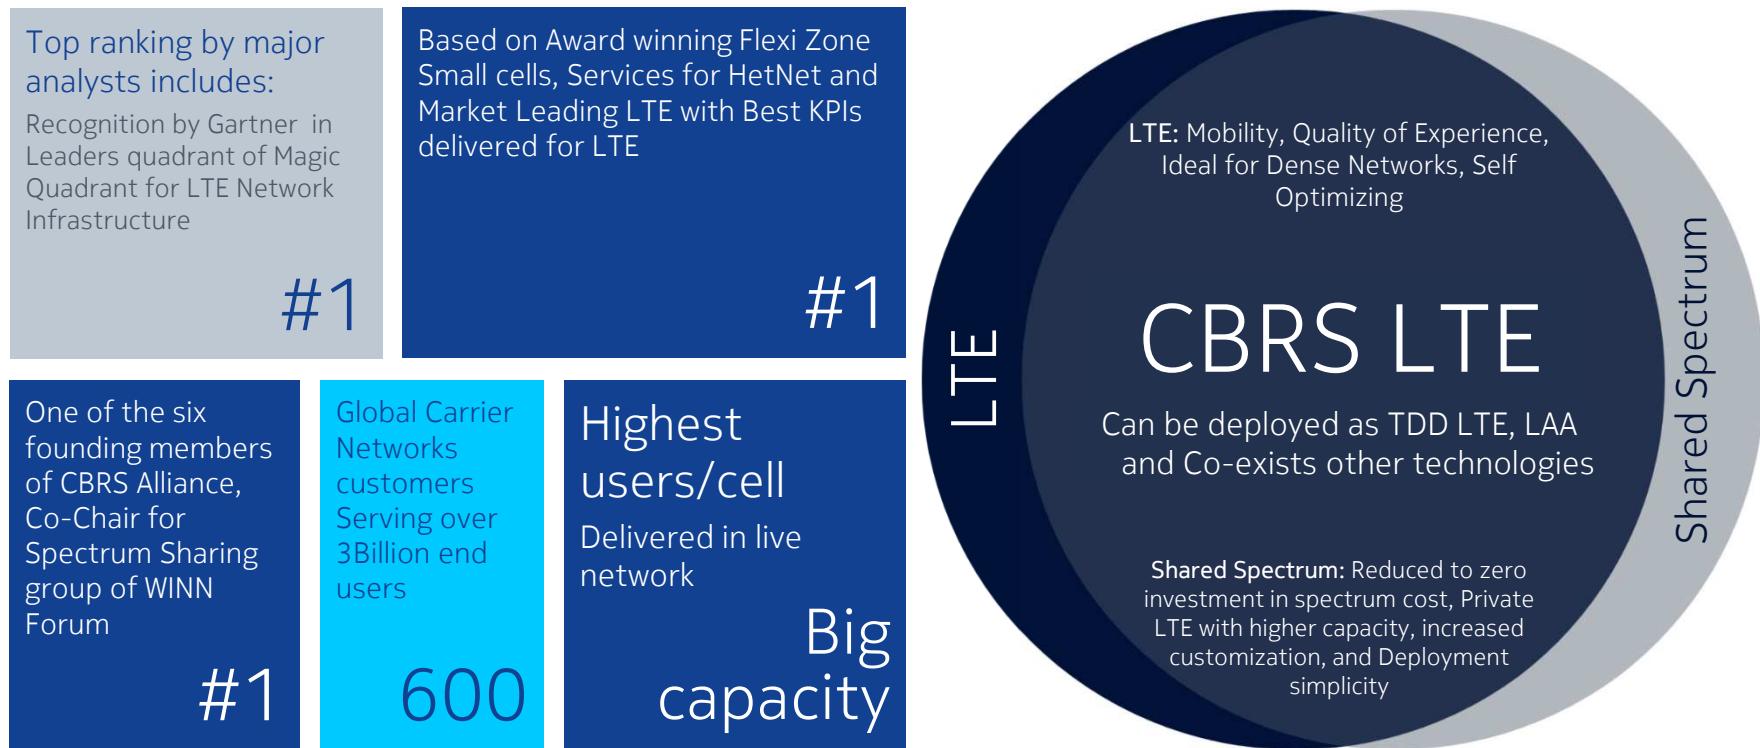 Top ranking by major
analysts includes:
Recognition by Gartner in
Leaders quadrant of Magic
Quadrant for LTE Network
Infrastructure
#1
Based on Award winning Flexi Zone
Small cells, Services for HetNet and
Market Leading LTE with Best KPIs
delivered for LTE
#1
One of the six
founding members
of CBRS Alliance,
Co-Chair for
Spectrum Sharing
group of WINN
Forum
#1
Global Carrier
Networks
customers
Serving over
3Billion end
users
600
Highest
users/cell
Delivered in live
network
Big
capacity
LTE
LTE: Mobility, Quality of Experience,
Ideal for Dense Networks, Self
Optimizing
CBRS LTE
Can be deployed as TDD LTE, LAA
and Co-exists other technologies
Shared Spectrum: Reduced to zero
investment in spectrum cost, Private
LTE with higher capacity, increased
customization, and Deployment
simplicity
Shared Spectrum